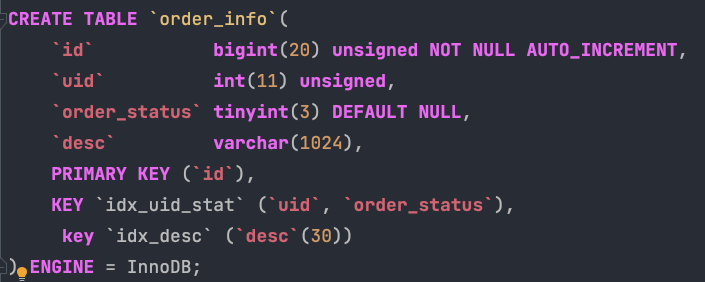 CREATE TABLE `order_info`(
    `id`           bigint(20) unsigned NOT NULL AUTO_INCREMENT,
    `uid`          int(11) unsigned,
    `order_status` tinyint(3) DEFAULT NULL,
    `desc`         varchar(1024),
    PRIMARY KEY (`id`),
    KEY `idx_uid_stat` (`uid`, `order_status`),
     key `idx_desc` (`desc`(30))
) ENGINE = InnoDB;